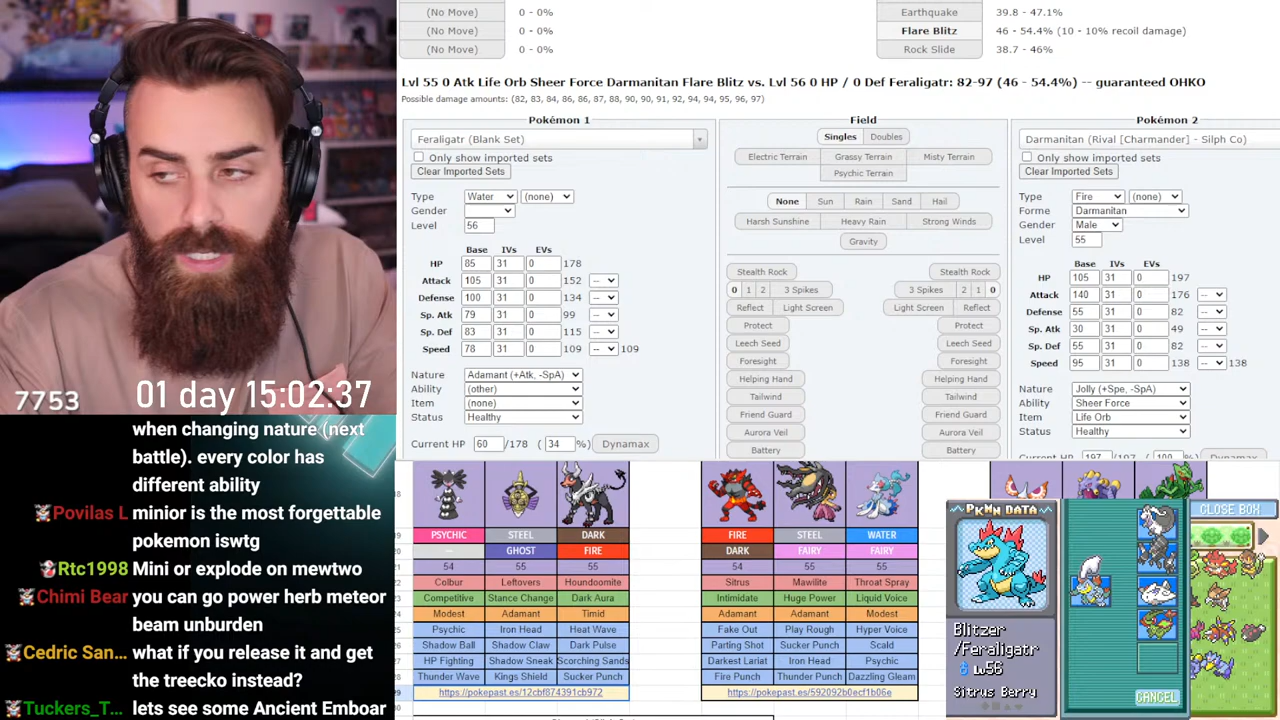 (No Move) 0 - 0%
(No Move) 0 - 0%
(No Move) 0 - 0%
Earthquake 39.8 - 47.1%
Flare Blitz 46 - 54.4% (10 - 10% recoil damage)
Rock Slide 38.7 - 46%
Lvl 55 0 Atk Life Orb Sheer Force Darmanitan Flare Blitz vs. Lvl 56 0 HP / 0 Def Feraligatr: 82-97 (46 - 54.4%) -- guaranteed OHKO
Possible damage amounts: (82, 83, 84, 86, 86, 87, 88, 90, 90, 91, 92, 94, 94, 95, 96, 97)
Pokémon 1
Feraligatr (Blank Set)
Only show imported sets
Clear Imported Sets
Type Water (none)
Gender
Level 56
Base IVs EVs
HP 85 31 0 178
Attack 105 31 0 152 --
Defense 100 31 0 134 --
Sp. Atk 79 31 0 99 --
Sp. Def 83 31 0 115 --
Speed 78 31 0 109 -- 109
Nature Adamant (+Atk, -SpA)
Ability (other)
Item (none)
Status Healthy
Current HP 60 /178 ( 34 %) Dynamax
Field
Singles Doubles
Electric Terrain Grassy Terrain Misty Terrain
Psychic Terrain
None Sun Rain Sand Hail
Harsh Sunshine Heavy Rain Strong Winds
Gravity
Stealth Rock Stealth Rock
0 1 2 3 Spikes 3 Spikes 2 1 0
Reflect Light Screen Light Screen Reflect
Protect Protect
Leech Seed Leech Seed
Foresight Foresight
Helping Hand Helping Hand
Tailwind Tailwind
Friend Guard Friend Guard
Aurora Veil Aurora Veil
Battery Battery
Pokémon 2
Darmanitan (Rival [Charmander] - Silph Co)
Only show imported sets
Clear Imported Sets
Type Fire (none)
Forme Darmanitan
Gender Male
Level 55
Base IVs EVs
HP 105 31 0 197
Attack 140 31 0 176 --
Defense 55 31 0 82 --
Sp. Atk 30 31 0 49 --
Sp. Def 55 31 0 82 --
Speed 95 31 0 138 -- 138
Nature Jolly (+Spe, -SpA)
Ability Sheer Force
Item Life Orb
Status Healthy
Current HP 197 /197 ( 100 %) Dynamax
7753
01 day 15:02:37
when changing nature (next
battle). every color has
different ability
Povilas L minior is the most forgettable
pokemon iswtg
Rtc1998 Mini or explode on mewtwo
Chimi Bear you can go power herb meteor
beam unburden
Cedric San... what if you release it and get
the treecko instead?
Tuckers_T... lets see some Ancient Emboar
18
19 PSYCHIC STEEL DARK FIRE STEEL WATER
20 — GHOST FIRE DARK FAIRY FAIRY
21 54 55 55 54 55 55
22 Colbur Leftovers Houndoomite Sitrus Mawilite Throat Spray
23 Competitive Stance Change Dark Aura Intimidate Huge Power Liquid Voice
24 Modest Adamant Timid Adamant Adamant Modest
25 Psychic Iron Head Heat Wave Fake Out Play Rough Hyper Voice
26 Shadow Ball Shadow Claw Dark Pulse Parting Shot Sucker Punch Scald
27 HP Fighting Shadow Sneak Scorching Sands Darkest Lariat Iron Head Psychic
28 Thunder Wave Kings Shield Sucker Punch Fire Punch Thunder Punch Dazzling Gleam
https://pokepast.es/12cbf874391cb972 https://pokepast.es/592092b0ecf1b06e
PKMN DATA
Blitzer
/Feraligatr
Lv56
Sitrus Berry
CLOSE BOX
CANCEL